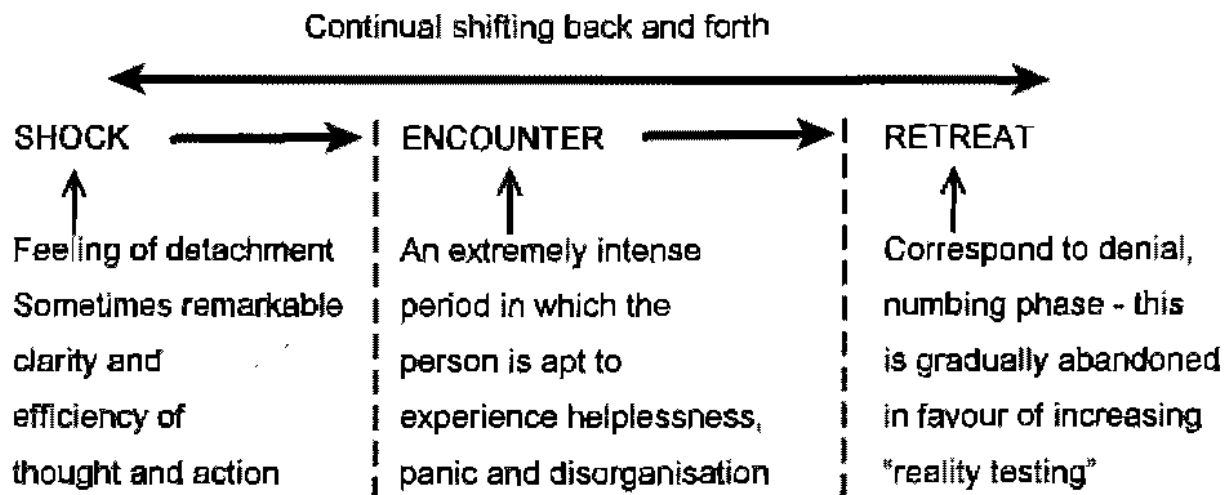 Continual shifting back and forth
SHOCK ENCOUNTER RETREAT
Feeling of detachment
Sometimes remarkable
clarity and
efficiency of
thought and action
An extremely intense
period in which the
person is apt to
experience helplessness,
panic and disorganisation
Correspond to denial,
numbing phase - this
is gradually abandoned
in favour of increasing
"reality testing"